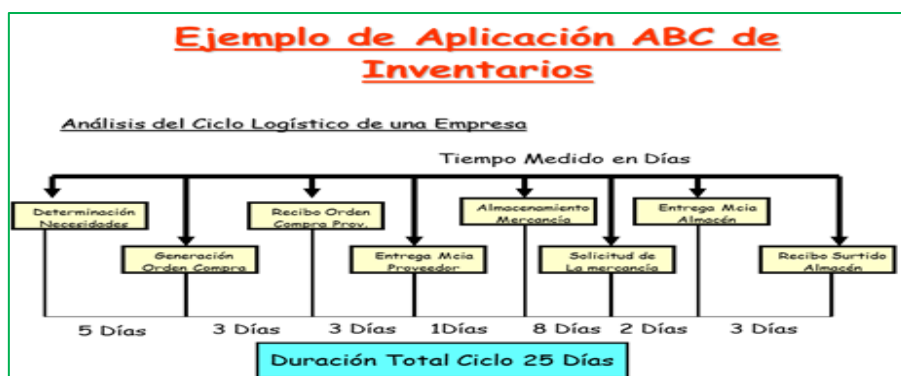 Ejemplo de Aplicación ABC de
Inventarios
Análisis del Ciclo Logístico de una Empresa
Tiempo Medido en Días
Determinación
Necesidades
Generación
Orden Compra
Recibo Orden
Compra Prov.
Entrega Mcia
Proveedor
Almacenamiento
Mercancía
Solicitud de
La mercancía
Entrega Mcia
Almacén
Recibo Surtido
Almacén
5 Días
3 Días
3 Días
1Días
8 Días
2 Días
3 Días
Duración Total Ciclo 25 Días